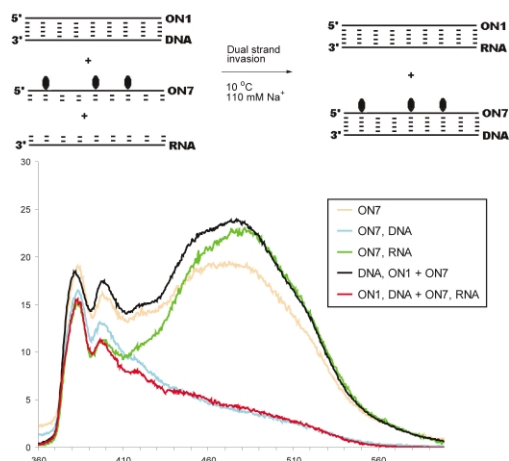 5' ON1
3' DNA
+
5' ON7
+
3' RNA
Dual strand
invasion
10 °C
110 mM Na+
5' ON1
3' RNA
+
5' ON7
3' DNA
30
25
20
15
10
5
0
360 410 460 510 560
ON7
ON7, DNA
ON7, RNA
DNA, ON1 + ON7
ON1, DNA + ON7, RNA